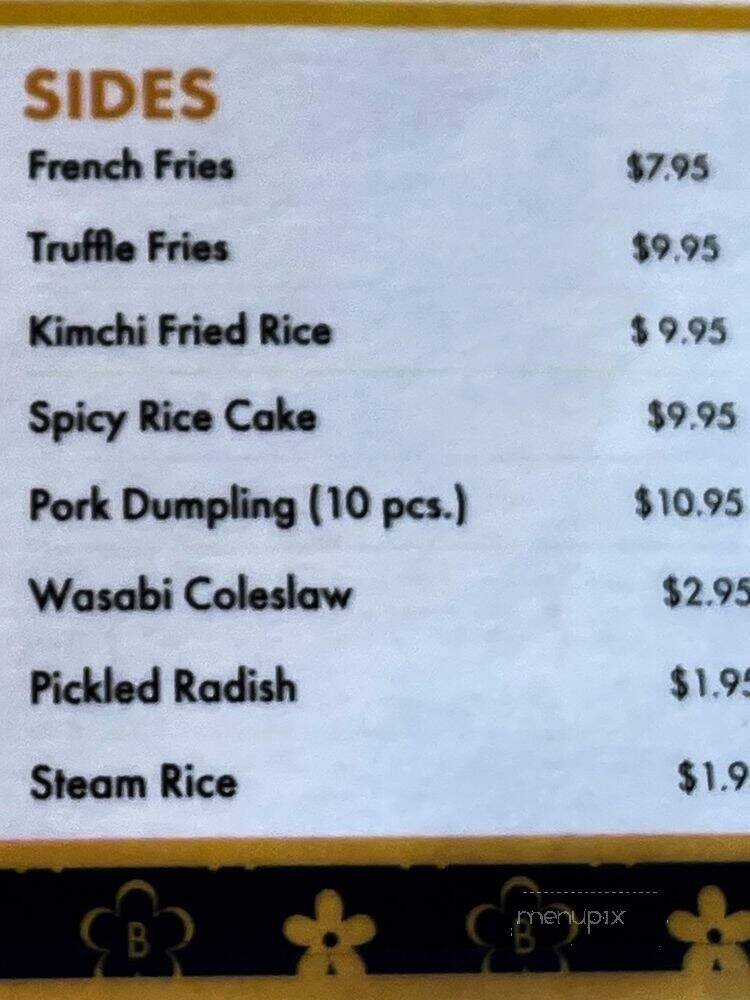 SIDES
French Fries $7.95
Truffle Fries $9.95
Kimchi Fried Rice $ 9.95
Spicy Rice Cake $9.95
Pork Dumpling (10 pcs.) $10.95
Wasabi Coleslaw $2.95
Pickled Radish $1.95
Steam Rice $1.9
B B
menupix